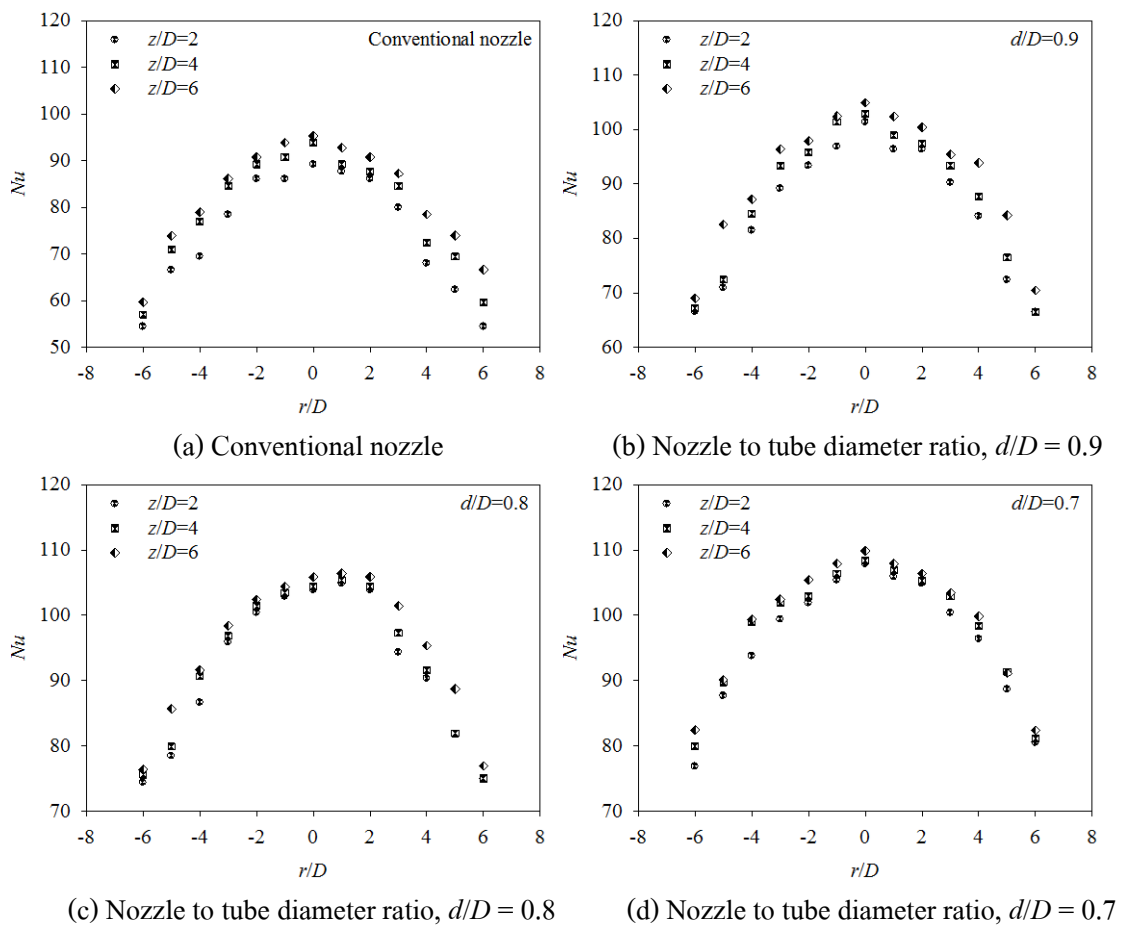 120
110
100
90
80
70
60
50
Nu
z/D=2
z/D=4
z/D=6
Conventional nozzle
-8 -6 -4 -2 0 2 4 6 8
r/D
(a) Conventional nozzle
120
110
100
90
80
70
60
Nu
z/D=2
z/D=4
z/D=6
d/D=0.9
-8 -6 -4 -2 0 2 4 6 8
r/D
(b) Nozzle to tube diameter ratio, d/D = 0.9
120
110
100
90
80
70
Nu
z/D=2
z/D=4
z/D=6
d/D=0.8
-8 -6 -4 -2 0 2 4 6 8
r/D
(c) Nozzle to tube diameter ratio, d/D = 0.8
120
110
100
90
80
70
Nu
z/D=2
z/D=4
z/D=6
d/D=0.7
-8 -6 -4 -2 0 2 4 6 8
r/D
(d) Nozzle to tube diameter ratio, d/D = 0.7